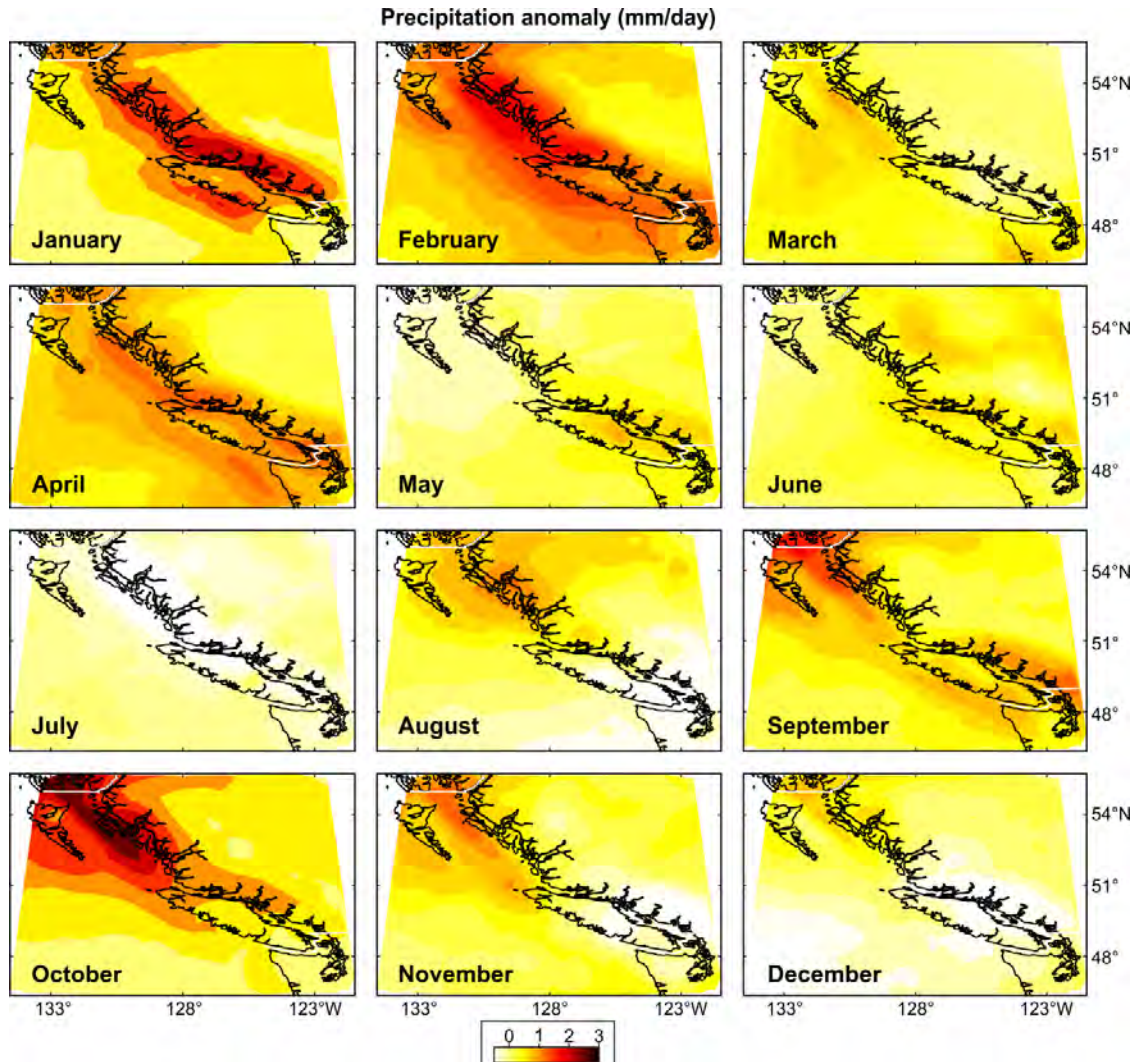 Precipitation anomaly (mm/day)
January
February
March
54°N
51°
48°
April
May
June
54°N
51°
48°
July
August
September
54°N
51°
48°
October
November
December
54°N
51°
48°
133° 128° 123°W
133° 128° 123°W
133° 128° 123°W
0 1 2 3